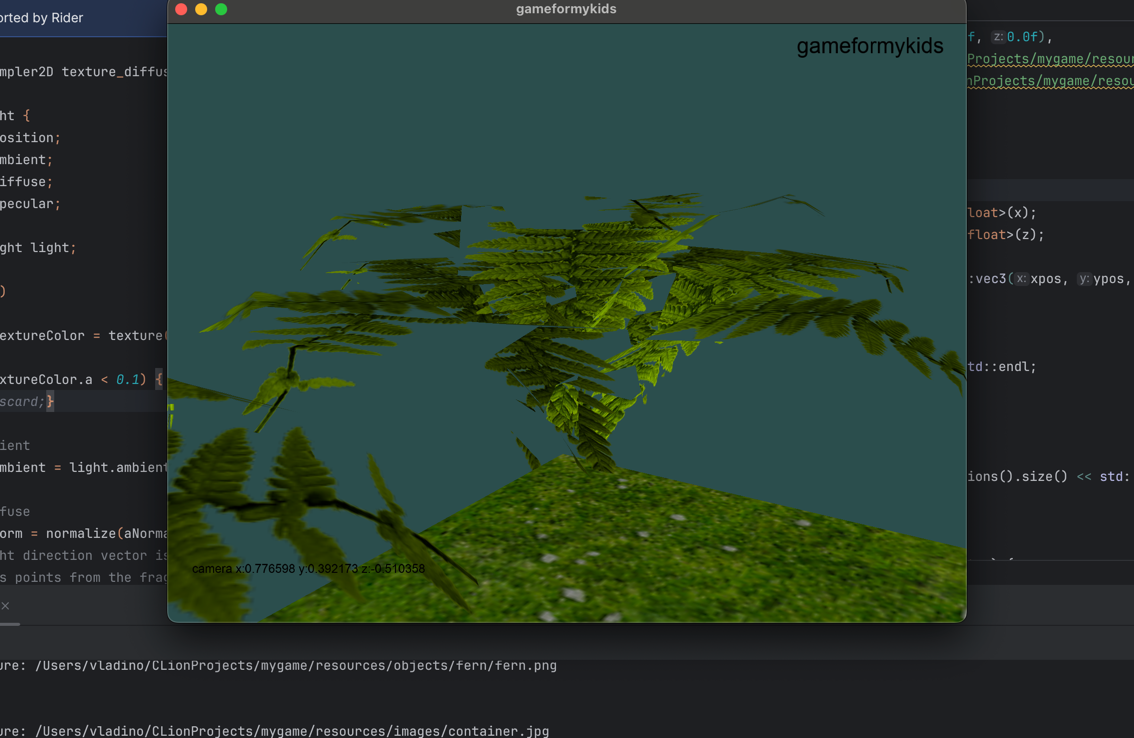 orted by Rider
gameformykids
gameformykids
f, z: 0.0f),
Projects/mygame/resour
nProjects/mygame/resou
mpler2D texture_diffus
ht {
osition;
mbient;
iffuse;
pecular;
ght light;
)
extureColor = texture(
xtureColor.a < 0.1) {
scard;}
ient
mbient = light.ambient
fuse
orm = normalize(aNorma
ht direction vector is
s points from the frag
loat>(x);
float>(z);
:vec3( x: xpos, y: ypos,
td::endl;
ions().size() << std:
camera x:0.776598 y:0.392173 z:-0.510358
ure: /Users/vladino/CLionProjects/mygame/resources/objects/fern/fern.png
ure: /Users/vladino/CLionProjects/mygame/resources/images/container.jpg